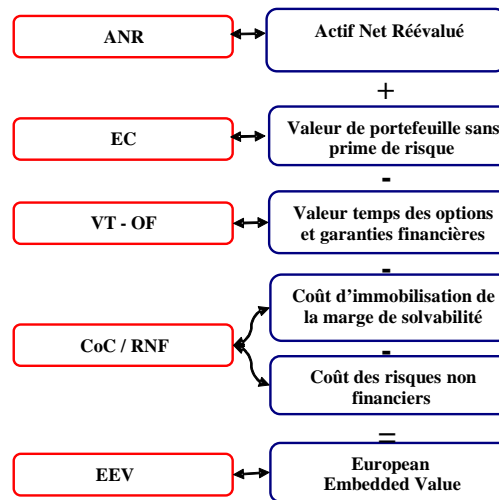 ANR
Actif Net Réévalué
+
EC
Valeur de portefeuille sans
prime de risque
-
VT - OF
Valeur temps des options
et garanties financières
-
CoC / RNF
Coût d'immobilisation de
la marge de solvabilité
-
Coût des risques non
financiers
=
EEV
European
Embedded Value